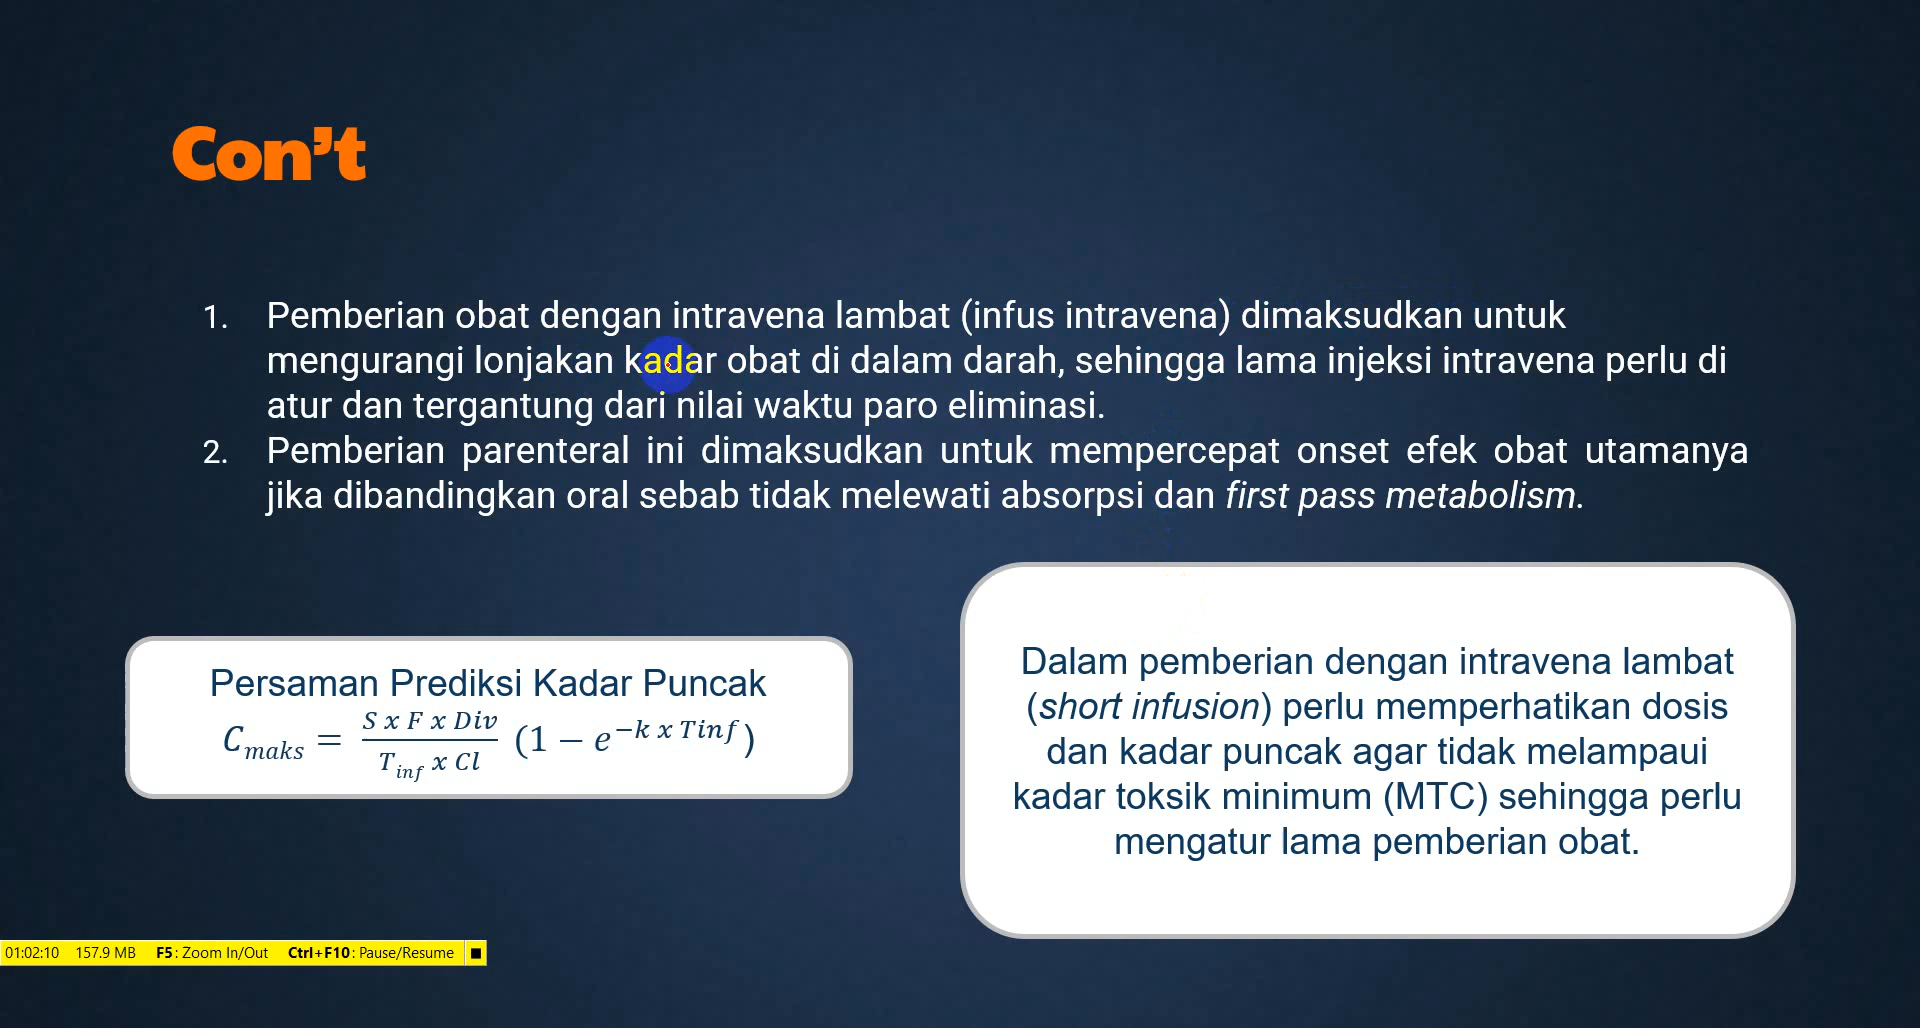 Con't
1. Pemberian obat dengan intravena lambat (infus intravena) dimaksudkan untuk
mengurangi lonjakan kadar obat di dalam darah, sehingga lama injeksi intravena perlu di
atur dan tergantung dari nilai waktu paro eliminasi.
2. Pemberian parenteral ini dimaksudkan untuk mempercepat onset efek obat utamanya
jika dibandingkan oral sebab tidak melewati absorpsi dan first pass metabolism.
Persaman Prediksi Kadar Puncak
C_maks = (S x F x Div)/(T_inf x Cl) (1 − e^(−k x Tinf))
Dalam pemberian dengan intravena lambat
(short infusion) perlu memperhatikan dosis
dan kadar puncak agar tidak melampaui
kadar toksik minimum (MTC) sehingga perlu
mengatur lama pemberian obat.
01:02:10 157.9 MB F5: Zoom In/Out Ctrl+F10: Pause/Resume